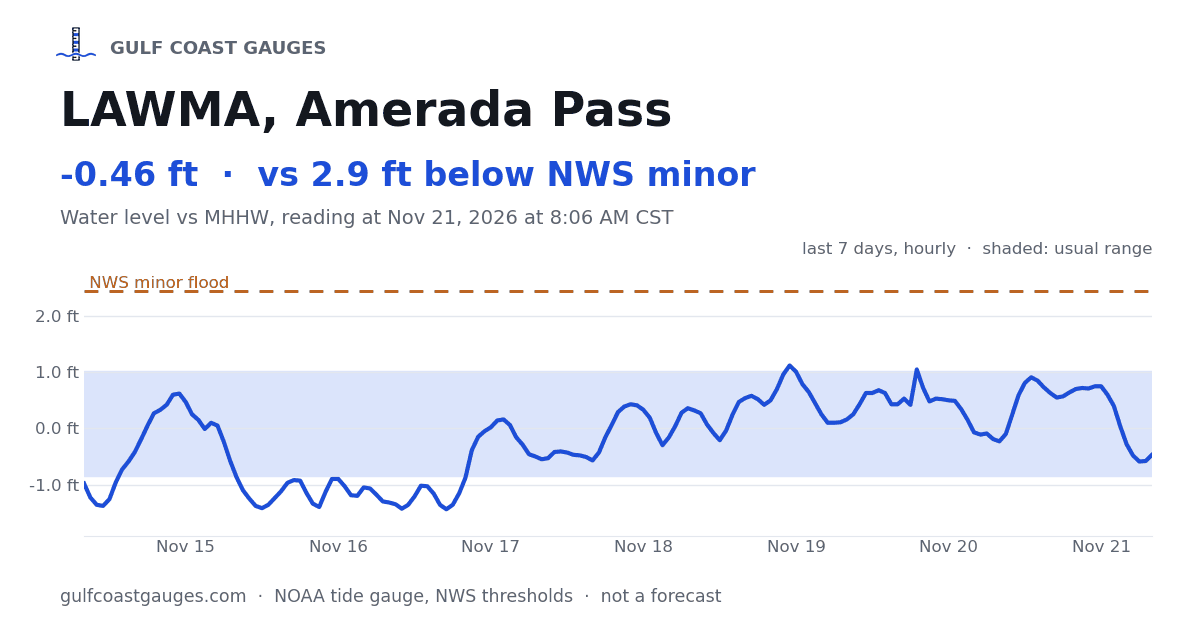 GULF COAST GAUGES
LAWMA, Amerada Pass
-0.46 ft · vs 2.9 ft below NWS minor
Water level vs MHHW, reading at Nov 21, 2026 at 8:06 AM CST
last 7 days, hourly · shaded: usual range
NWS minor flood
2.0 ft
1.0 ft
0.0 ft
-1.0 ft
Nov 15 Nov 16 Nov 17 Nov 18 Nov 19 Nov 20 Nov 21
gulfcoastgauges.com · NOAA tide gauge, NWS thresholds · not a forecast